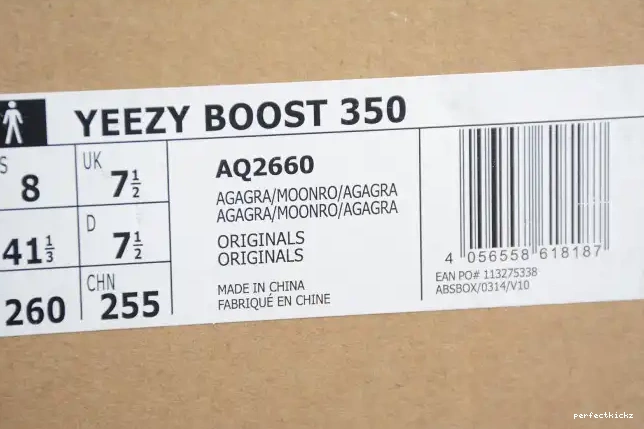 YEEZY BOOST 350
S
8
UK
7½
AQ2660
AGAGRA/MOONRO/AGAGRA
AGAGRA/MOONRO/AGAGRA
41⅓
D
7½
ORIGINALS
ORIGINALS
260
CHN
255
MADE IN CHINA
FABRIQUÉ EN CHINE
4 056558 618187
EAN PO# 113275338
ABSBOX/0314/V10
perfectkickz